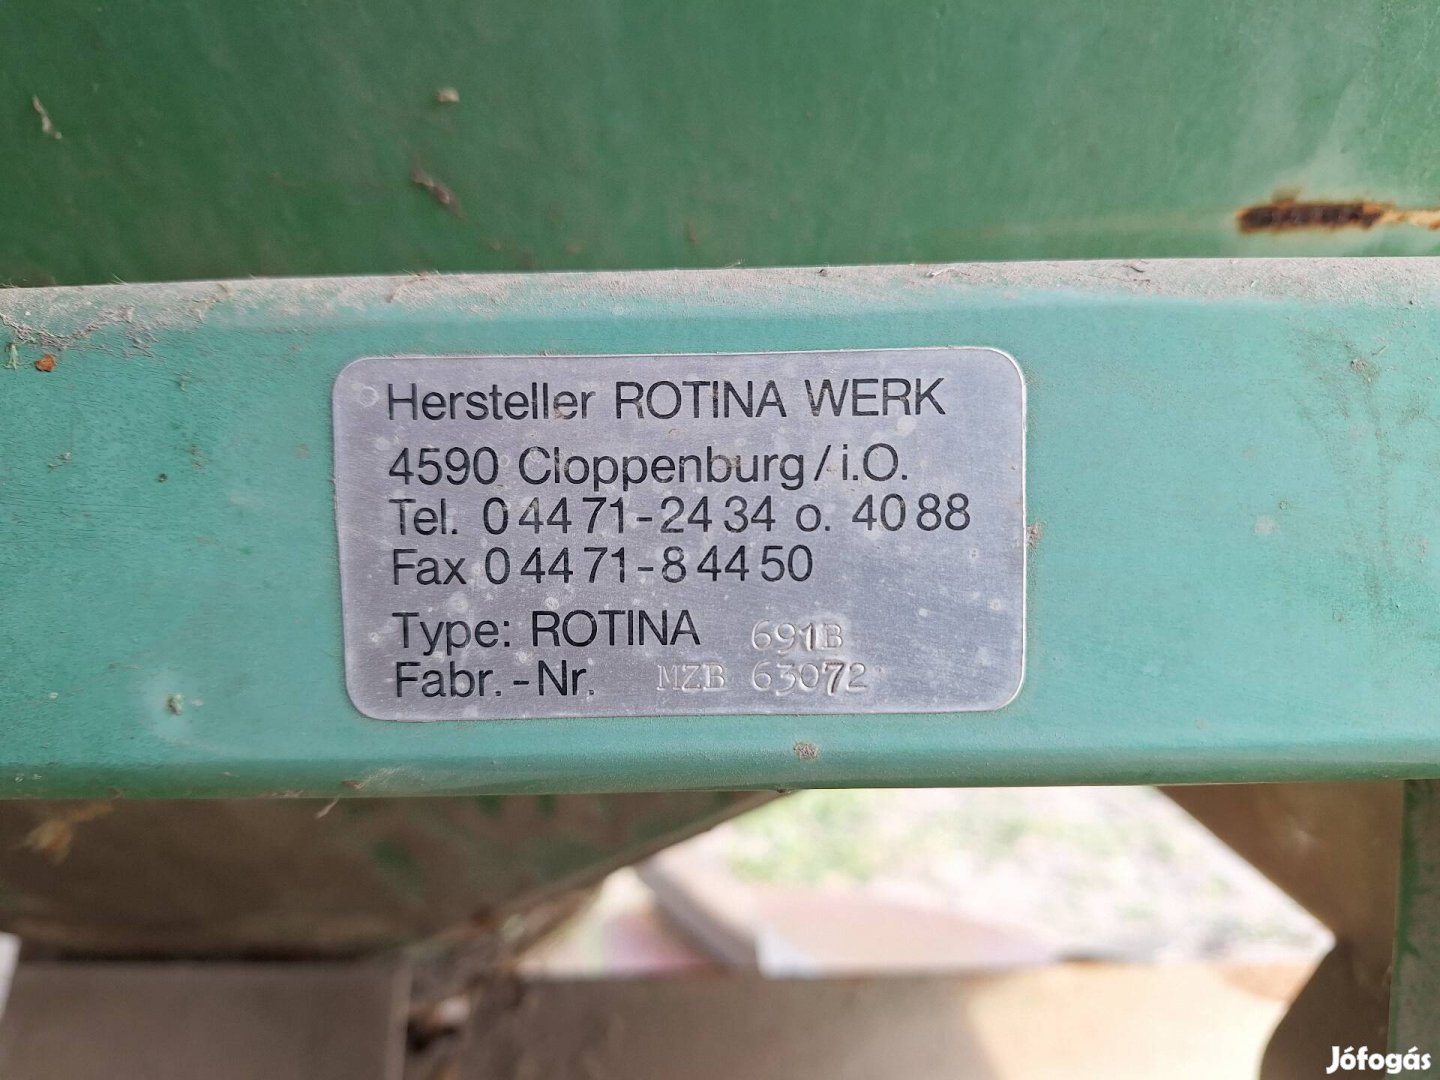 Hersteller ROTINA WERK
4590 Cloppenburg/i.O.
Tel. 04471-2434 o. 4088
Fax 04471-84450
Type: ROTINA 691B
Fabr.-Nr. MZB 63072
Jófogás